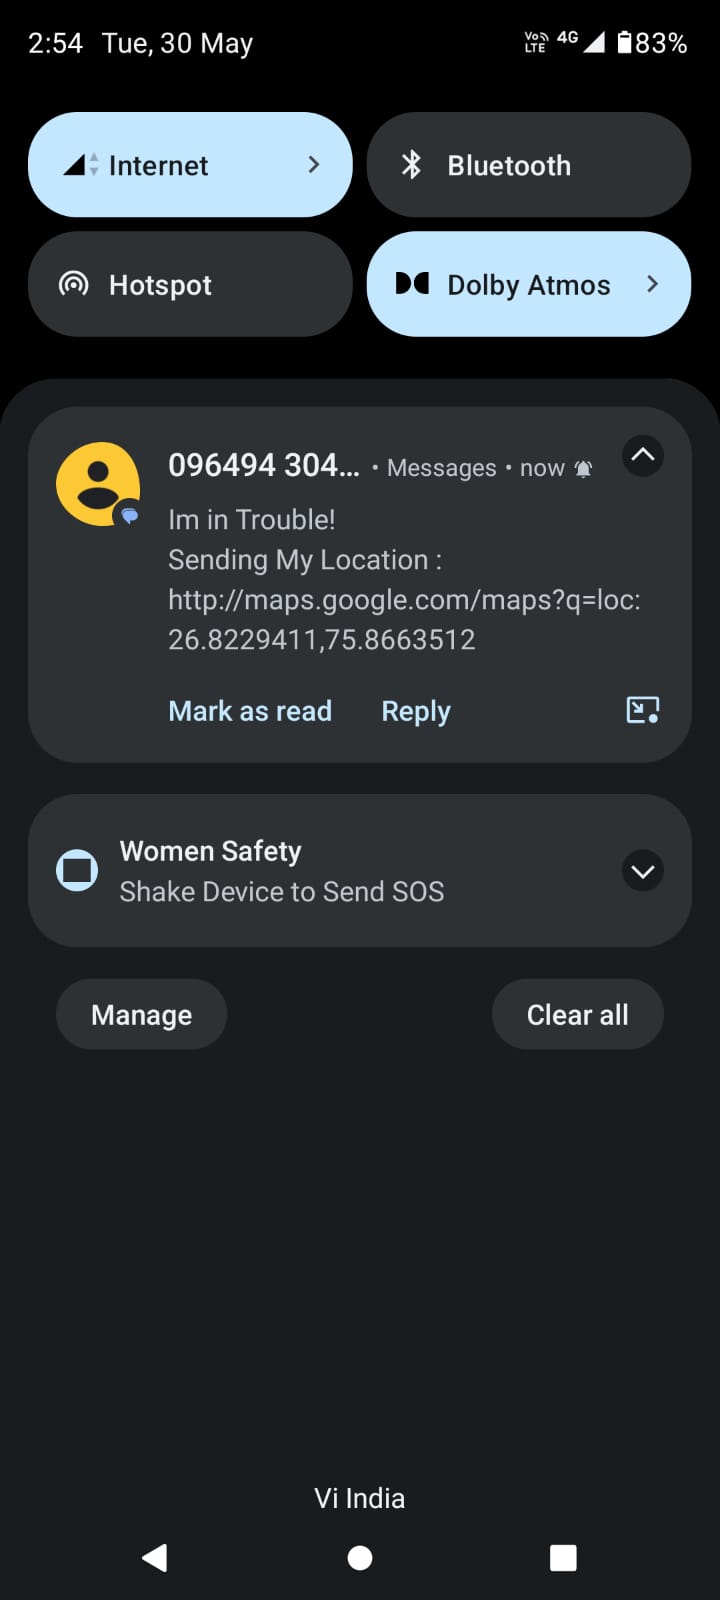 2:54 Tue, 30 May VoLTE 4G 83%
Internet Bluetooth
Hotspot Dolby Atmos
096494 304... • Messages • now
Im in Trouble!
Sending My Location :
http://maps.google.com/maps?q=loc:
26.8229411,75.8663512
Mark as read Reply
Women Safety
Shake Device to Send SOS
Manage Clear all
Vi India